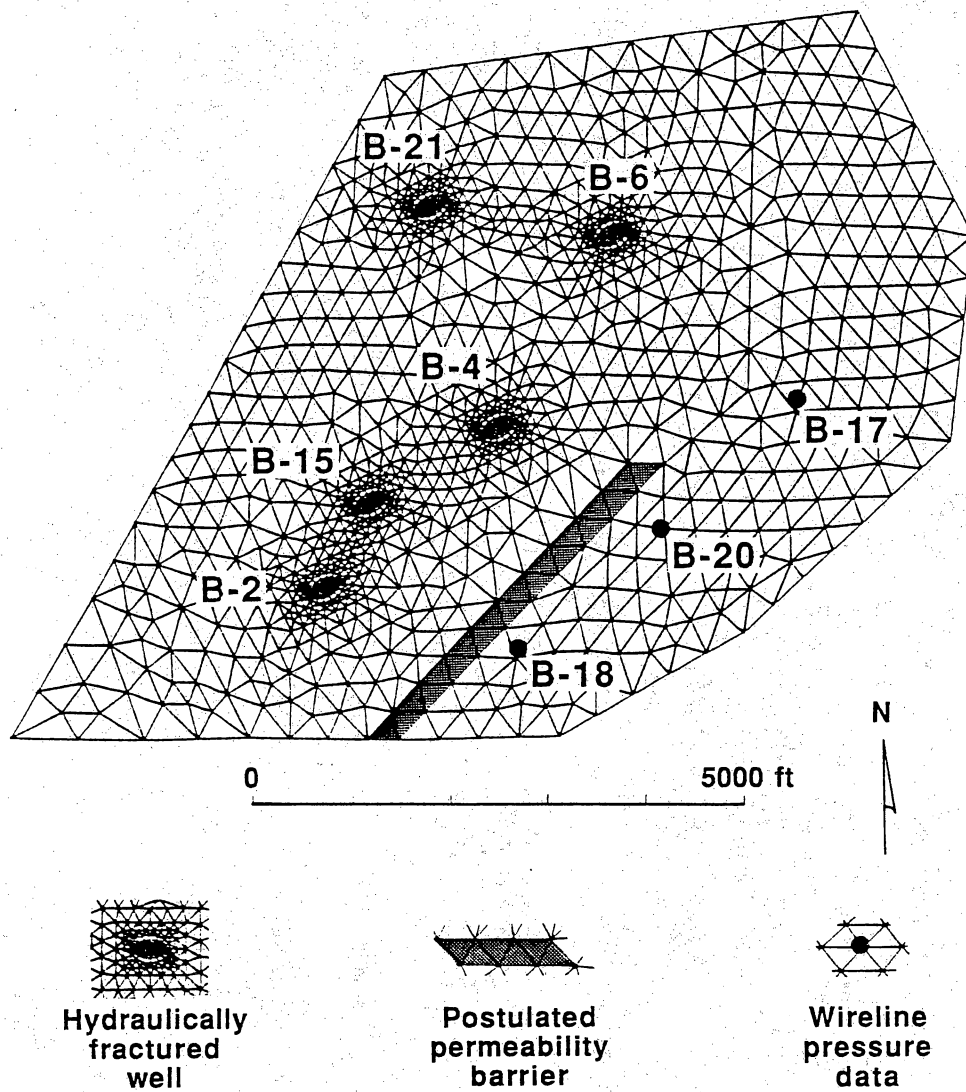 B-21
B-6
B-4
B-17
B-15
B-20
B-2
B-18
N
0 5000 ft
Hydraulically
fractured
well
Postulated
permeability
barrier
Wireline
pressure
data